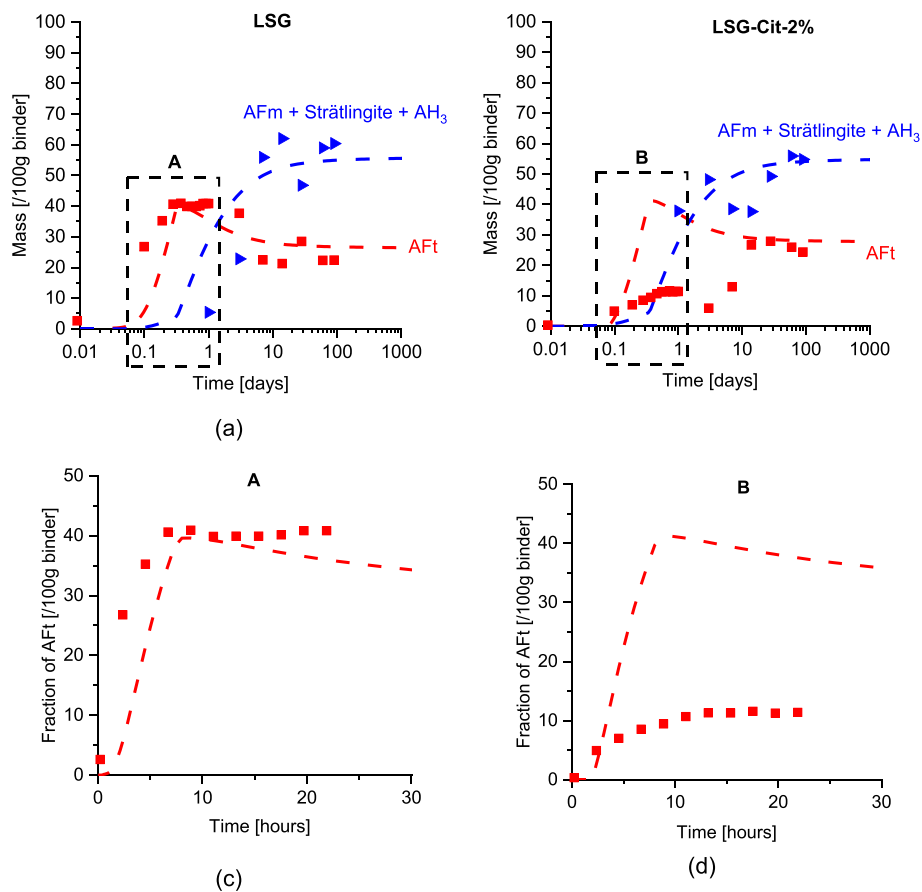 LSG
Mass [/100g binder]
100
90
80
70
60
50
40
30
20
10
0
AFm + Strätlingite + AH₃
A
AFt
0.01 0.1 1 10 100 1000
Time [days]
(a)
LSG-Cit-2%
Mass [/100g binder]
100
90
80
70
60
50
40
30
20
10
0
AFm + Strätlingite + AH₃
B
AFt
0.01 0.1 1 10 100 1000
Time [days]
A
Fraction of AFt [/100g binder]
50
40
30
20
10
0
0 10 20 30
Time [hours]
(c)
B
Fraction of AFt [/100g binder]
50
40
30
20
10
0
0 10 20 30
Time [hours]
(d)